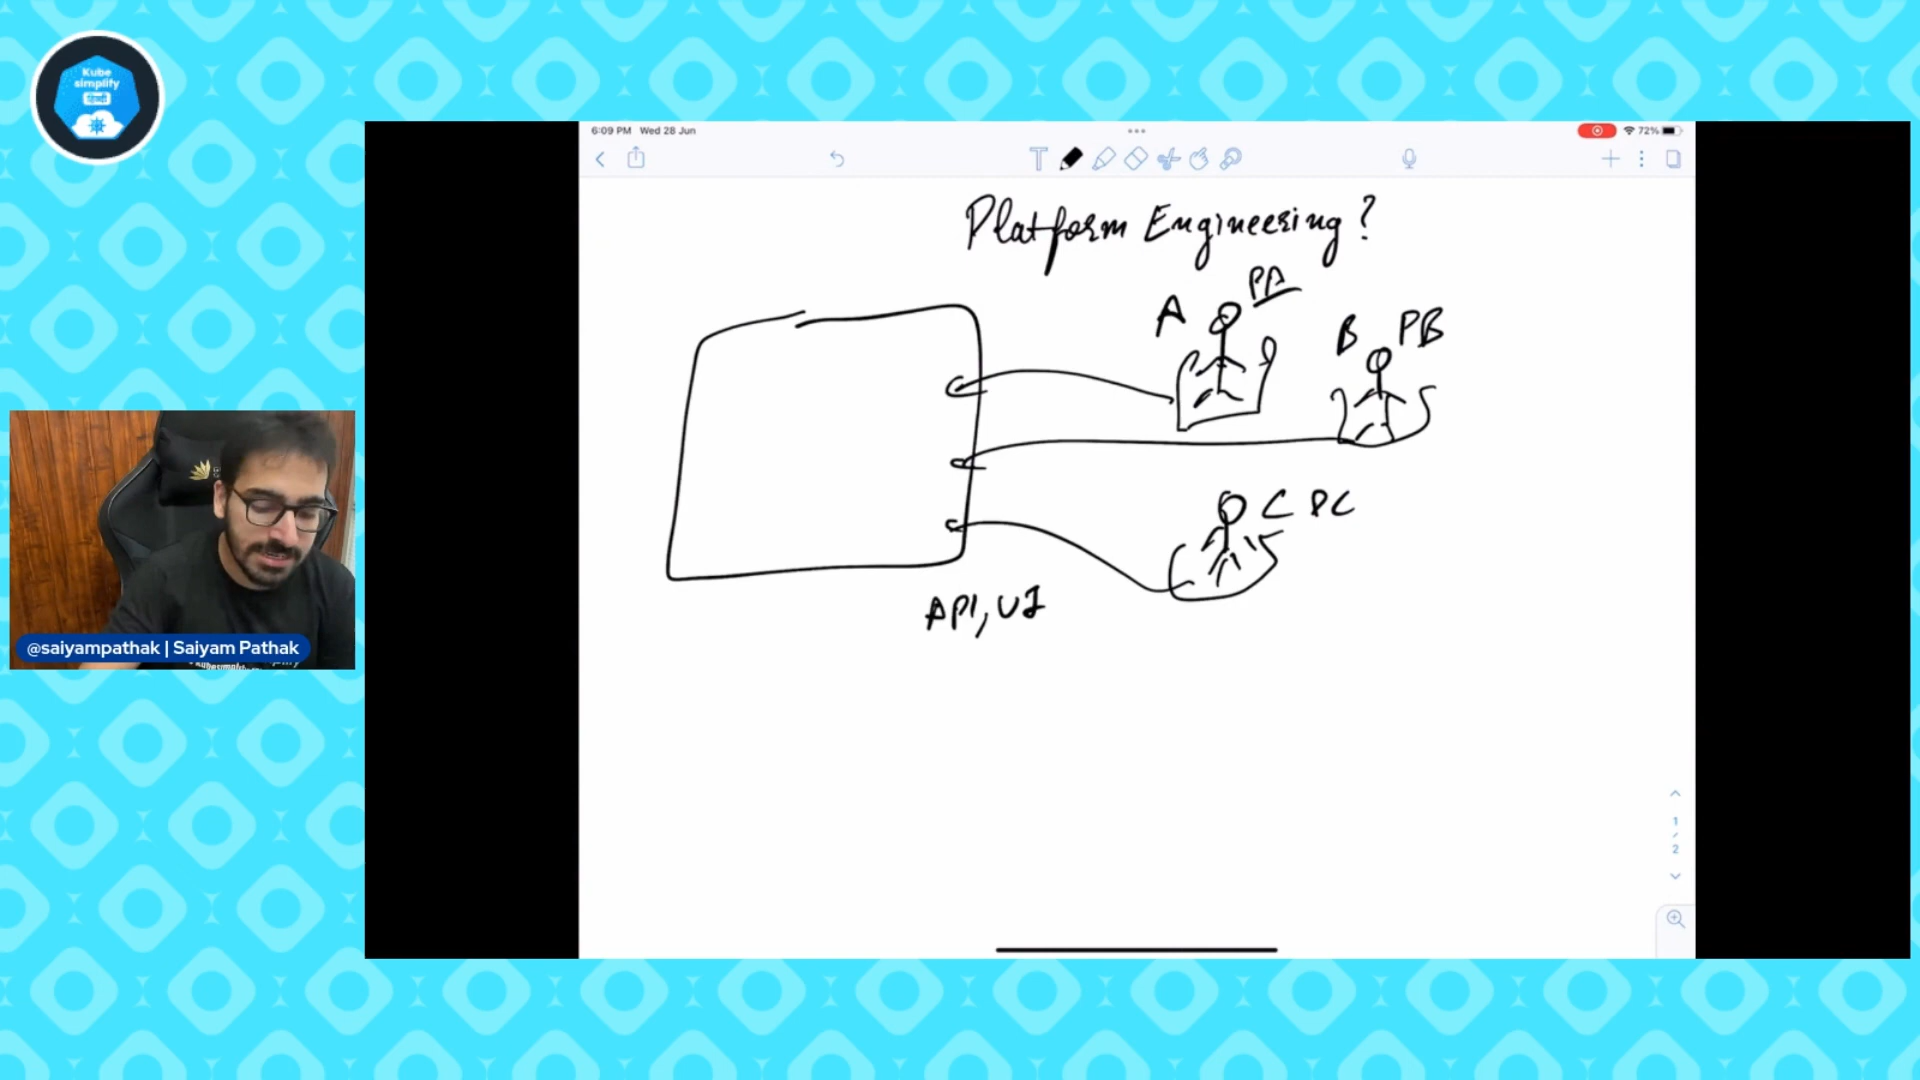 Kube
simplify
हिन्दी
6:09 PM Wed 28 Jun
72%
T
Platform Engineering?
A PA
B PB
C PC
API, UI
@saiyampathak | Saiyam Pathak
1
2